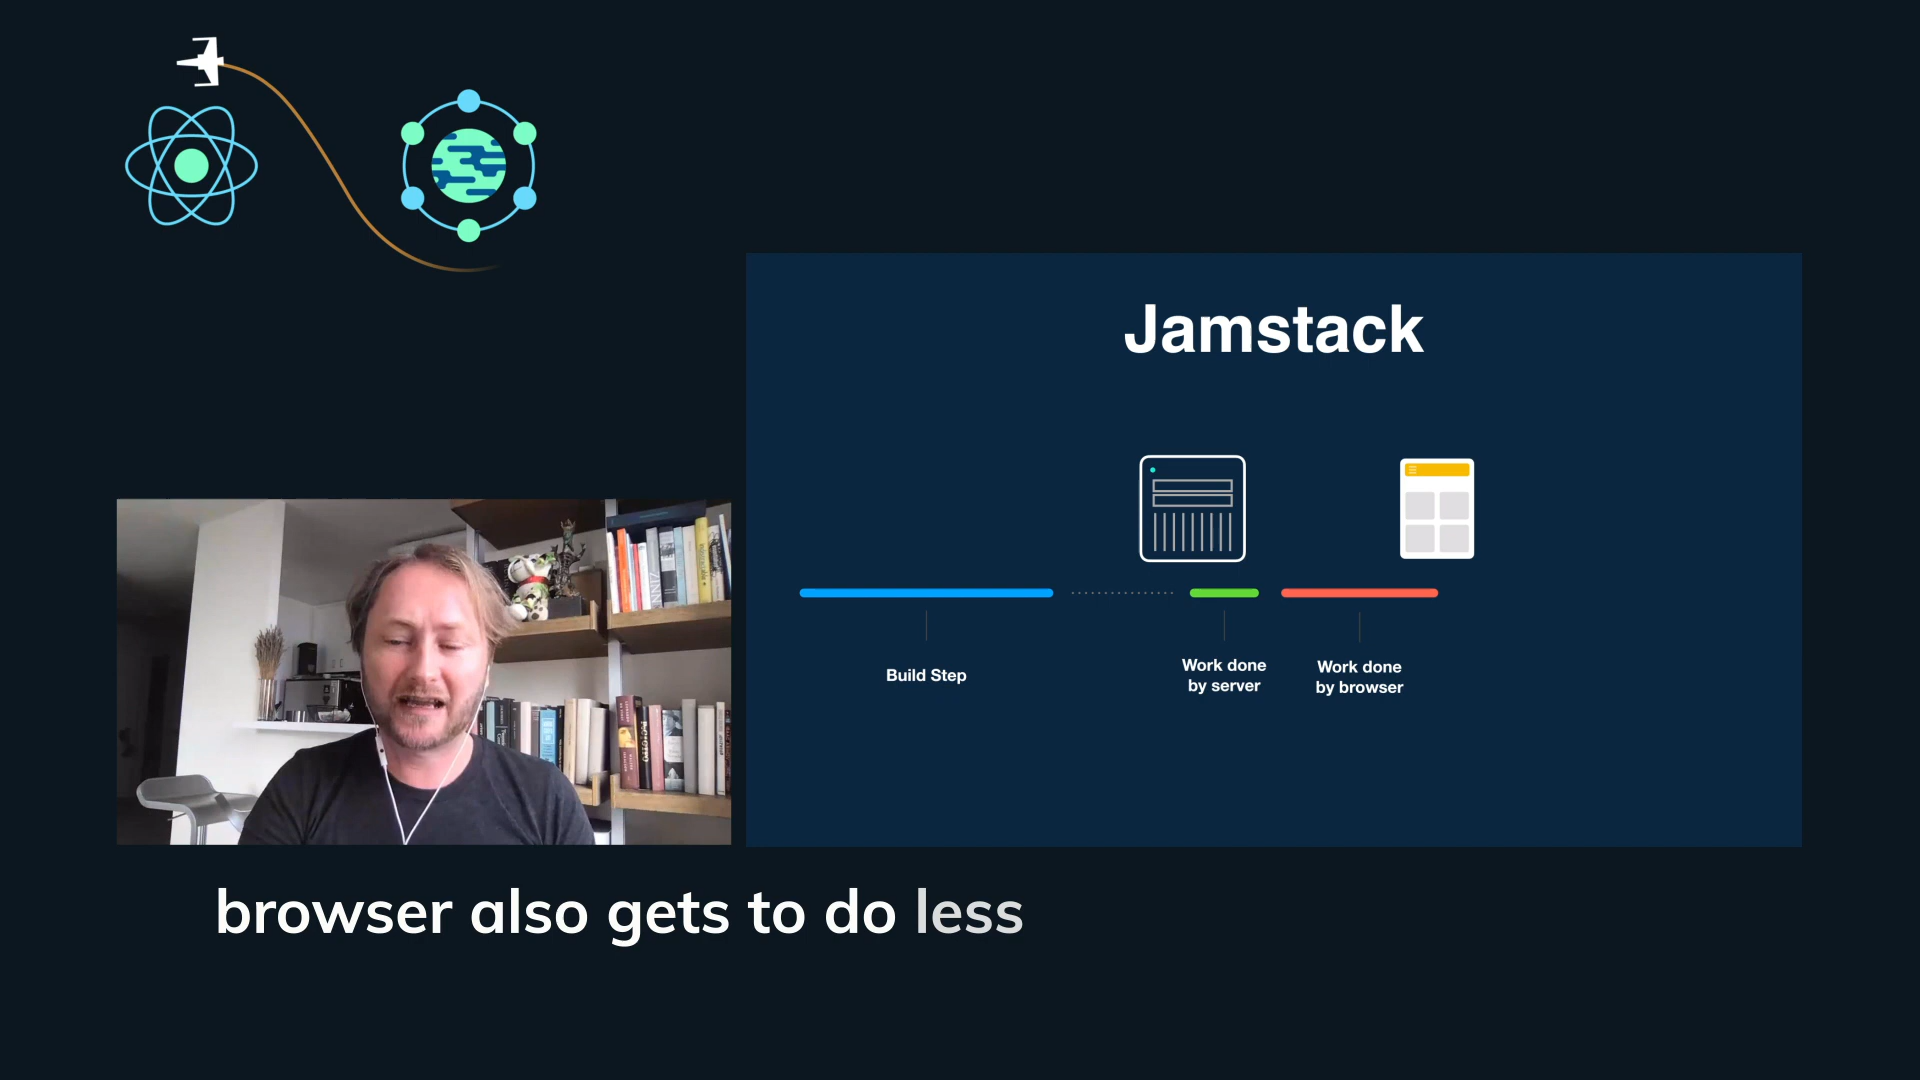 Jamstack
Build Step
Work done
by server
Work done
by browser
browser also gets to do less